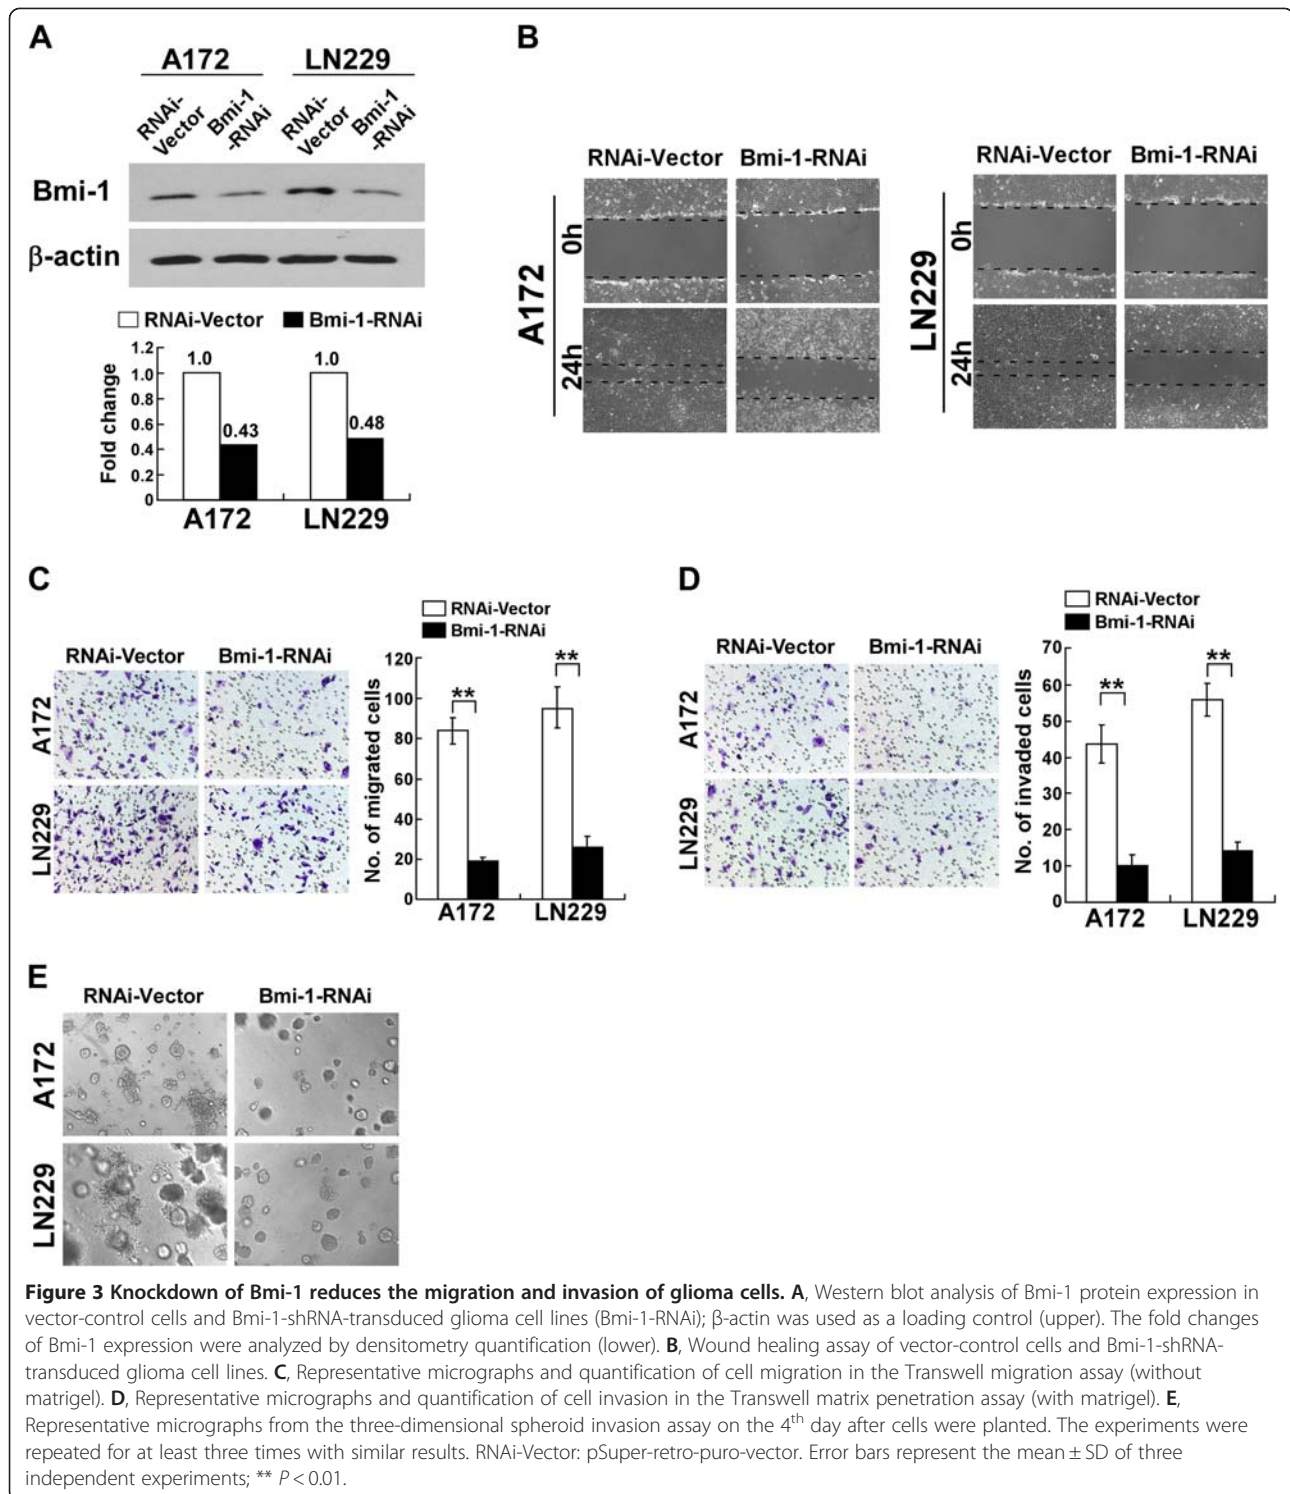 A
A172
LN229
RNAi-Vector
Bmi-1-RNAi
RNAi-Vector
Bmi-1-RNAi
Bmi-1
β-actin
RNAi-Vector
Bmi-1-RNAi
Fold change
1.2
1.0
0.8
0.6
0.4
0.2
0
1.0
0.43
1.0
0.48
A172
LN229
B
RNAi-Vector
Bmi-1-RNAi
A172
0h
24h
RNAi-Vector
Bmi-1-RNAi
LN229
0h
24h
C
RNAi-Vector
Bmi-1-RNAi
A172
LN229
RNAi-Vector
Bmi-1-RNAi
No. of migrated cells
120
100
80
60
40
20
0
**
**
A172
LN229
D
RNAi-Vector
Bmi-1-RNAi
A172
LN229
RNAi-Vector
Bmi-1-RNAi
No. of invaded cells
70
60
50
40
30
20
10
0
**
**
A172
LN229
E
RNAi-Vector
Bmi-1-RNAi
A172
LN229
Figure 3 Knockdown of Bmi-1 reduces the migration and invasion of glioma cells. A, Western blot analysis of Bmi-1 protein expression in
vector-control cells and Bmi-1-shRNA-transduced glioma cell lines (Bmi-1-RNAi); β-actin was used as a loading control (upper). The fold changes
of Bmi-1 expression were analyzed by densitometry quantification (lower). B, Wound healing assay of vector-control cells and Bmi-1-shRNA-
transduced glioma cell lines. C, Representative micrographs and quantification of cell migration in the Transwell migration assay (without
matrigel). D, Representative micrographs and quantification of cell invasion in the Transwell matrix penetration assay (with matrigel). E,
Representative micrographs from the three-dimensional spheroid invasion assay on the 4th day after cells were planted. The experiments were
repeated for at least three times with similar results. RNAi-Vector: pSuper-retro-puro-vector. Error bars represent the mean ± SD of three
independent experiments; ** P < 0.01.